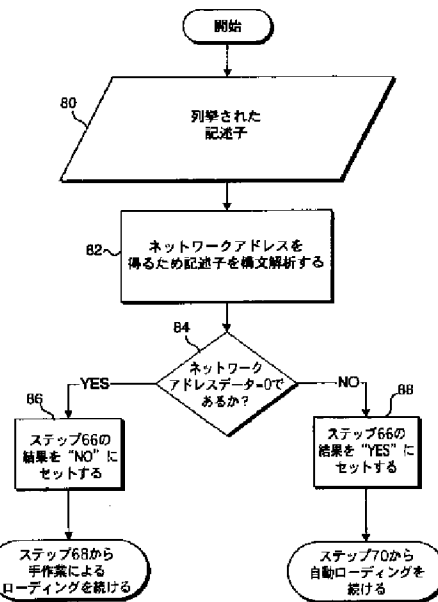 開始
80
列挙された
記述子
82
ネットワークアドレスを
得るため記述子を構文解析する
84
ネットワーク
アドレスデータ=0で
あるか?
YES
NO
86
ステップ66の
結果を“NO”に
セットする
88
ステップ66の
結果を“YES”に
セットする
ステップ68から
手作業による
ローディングを続ける
ステップ70から
自動ローディングを
続ける